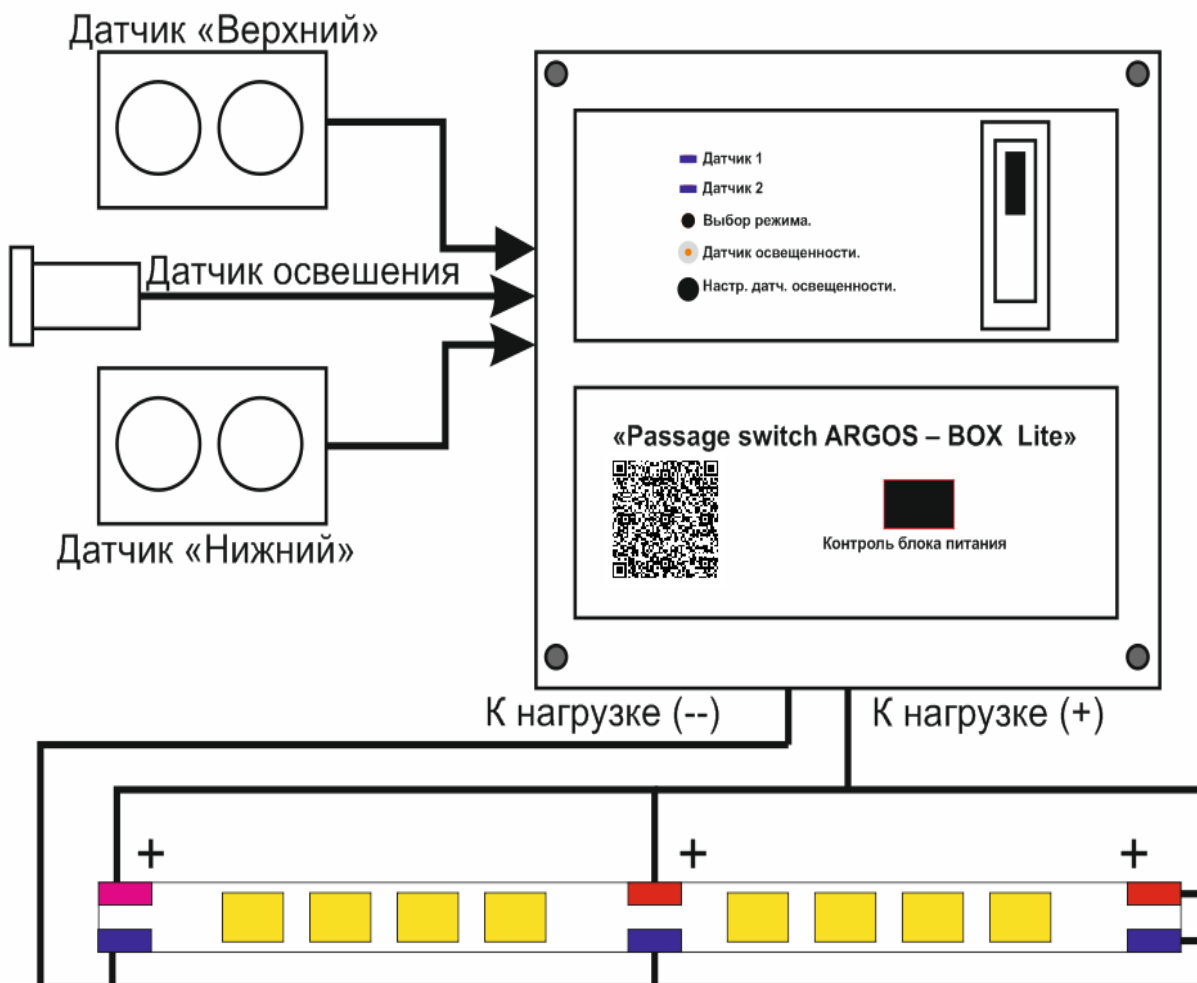 Датчик «Верхний»
Датчик 1
Датчик 2
Выбор режима.
Датчик освешения
Датчик освещенности.
Настр. датч. освещенности.
«Passage switch ARGOS – BOX Lite»
Датчик «Нижний»
Контроль блока питания
К нагрузке (--)
К нагрузке (+)
+
+
+